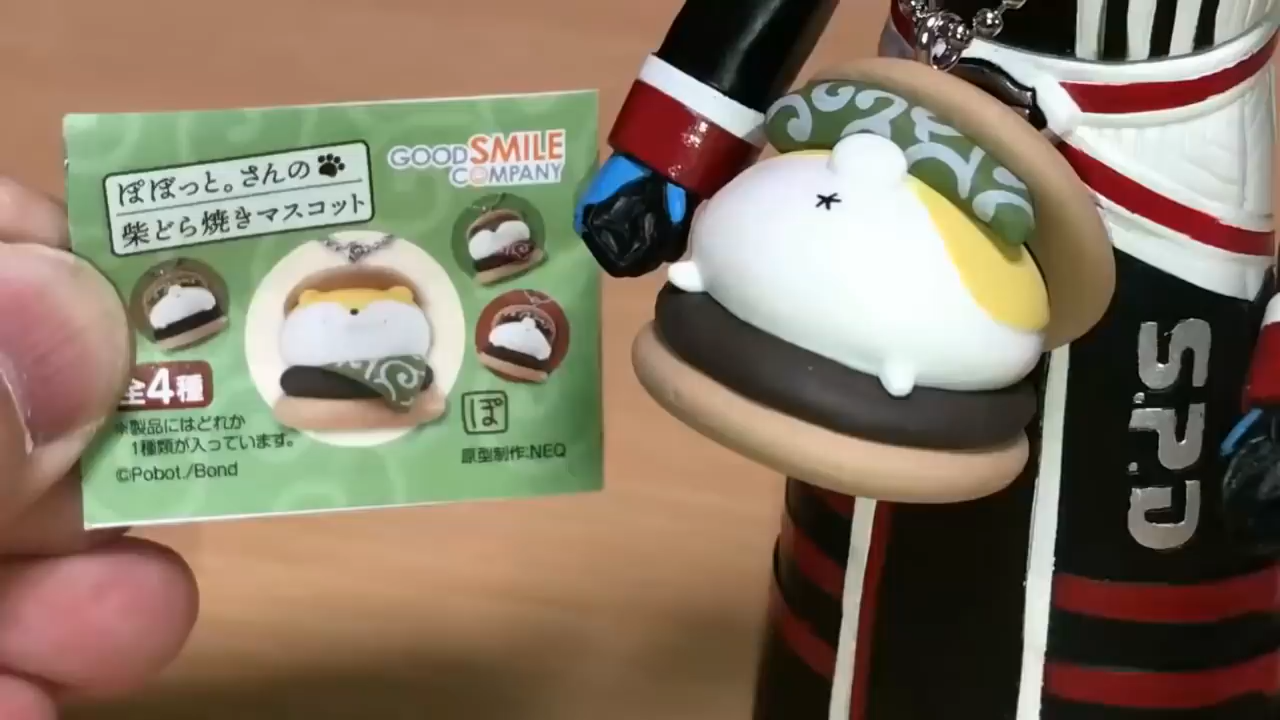 ぽぽっと。さんの
柴どら焼きマスコット
GOODSMILE
COMPANY
全4種
※製品にはどれか
1種類が入っています。
©Pobot./Bond
ぽ
原型制作:NEQ
S.P.D